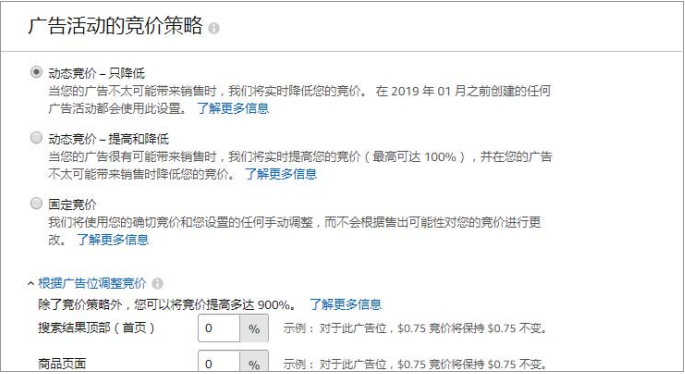 广告活动的竞价策略
动态竞价 – 只降低
当您的广告不太可能带来销售时，我们将实时降低您的竞价。 在 2019 年 01 月之前创建的任何
广告活动都会使用此设置。 了解更多信息
动态竞价 – 提高和降低
当您的广告很有可能带来销售时，我们将实时提高您的竞价（最高可达 100%），并在您的广告
不太可能带来销售时降低您的竞价。 了解更多信息
固定竞价
我们将使用您的确切竞价和您设置的任何手动调整，而不会根据售出可能性对您的竞价进行更
改。 了解更多信息
根据广告位调整竞价
除了竞价策略外，您可以将竞价提高多达 900%。 了解更多信息
搜索结果顶部（首页） 0 % 示例： 对于此广告位，$0.75 竞价将保持 $0.75 不变。
商品页面 0 % 示例： 对于此广告位，$0.75 竞价将保持 $0.75 不变。